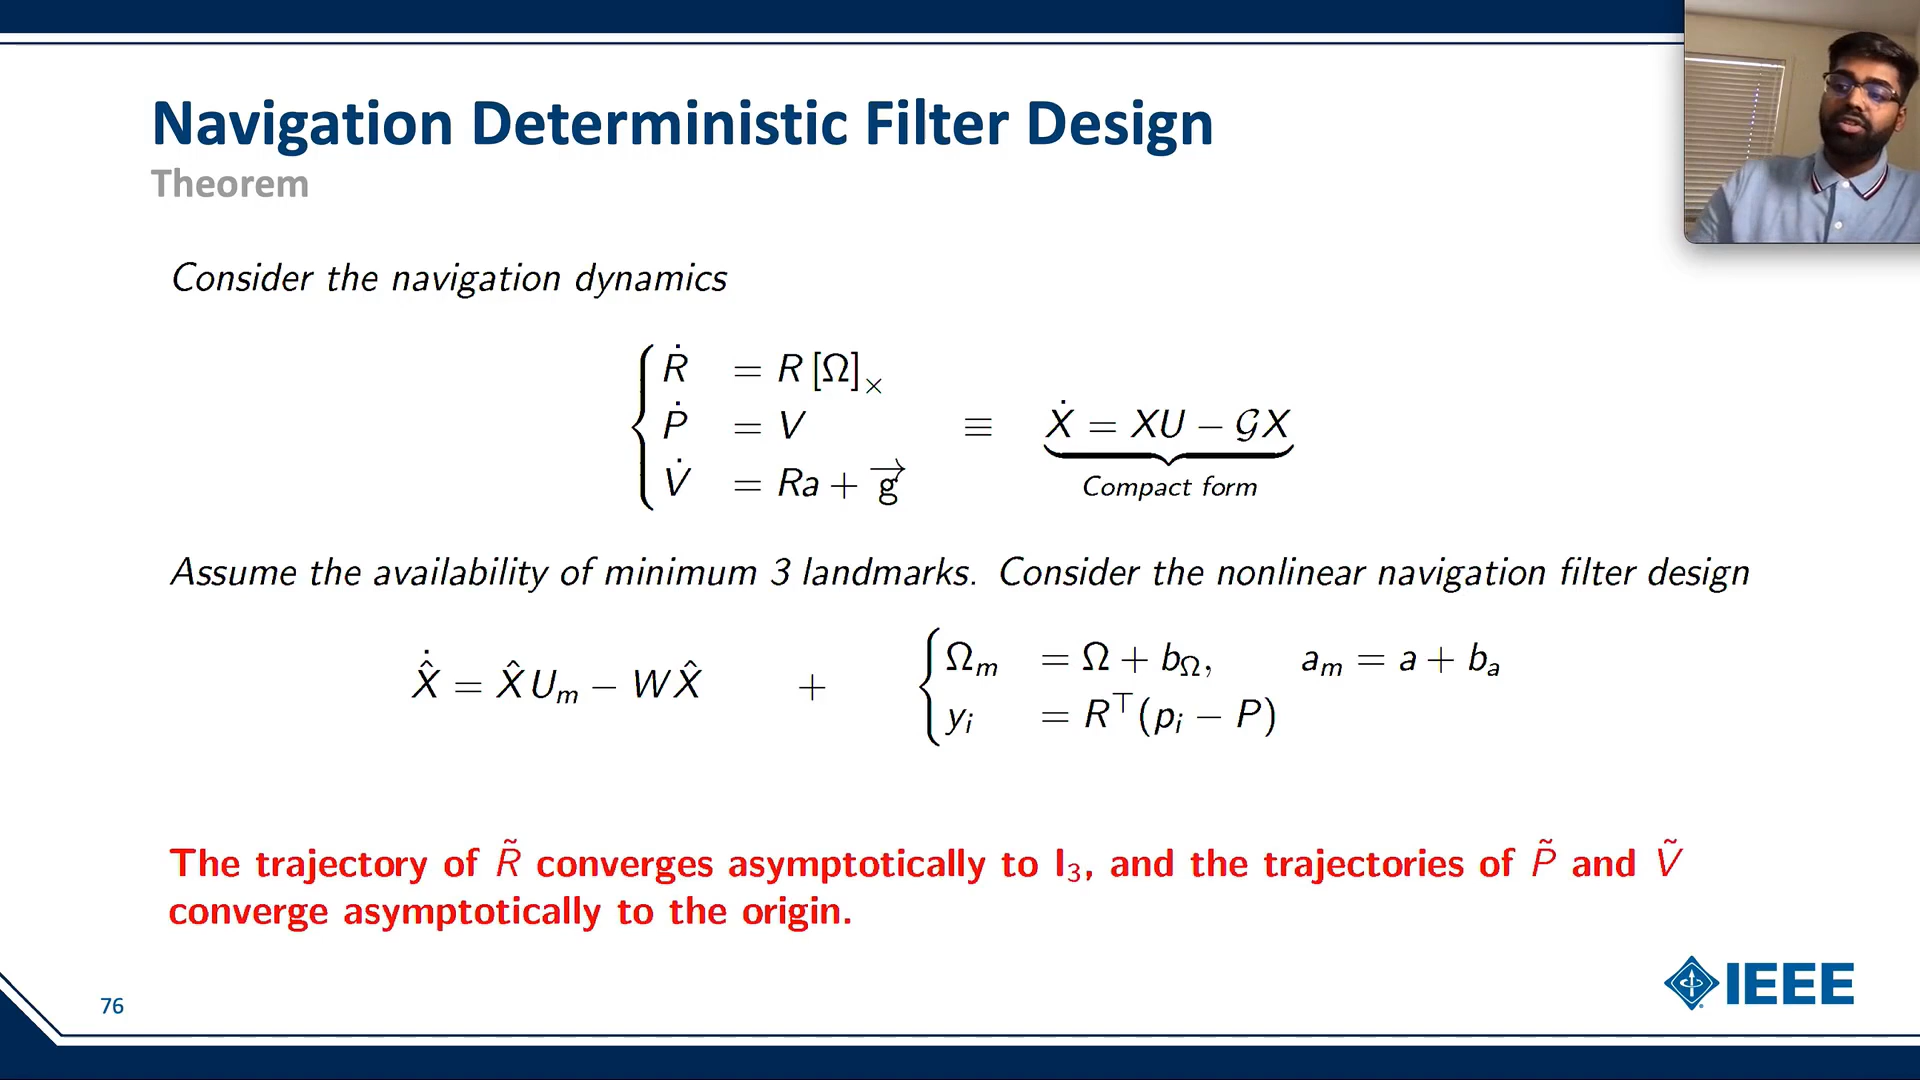 Navigation Deterministic Filter Design
Theorem
Consider the navigation dynamics
Ṙ = R [Ω]×
Ṗ = V ≡ Ẋ = XU − 𝒢X
V̇ = Ra + g⃗ Compact form
Assume the availability of minimum 3 landmarks. Consider the nonlinear navigation filter design
Ωm = Ω + bΩ, am = a + ba
X̂̇ = X̂Um − WX̂ +
yi = R⊤(pi − P)
The trajectory of R̃ converges asymptotically to I₃, and the trajectories of P̃ and Ṽ
converge asymptotically to the origin.
76
IEEE